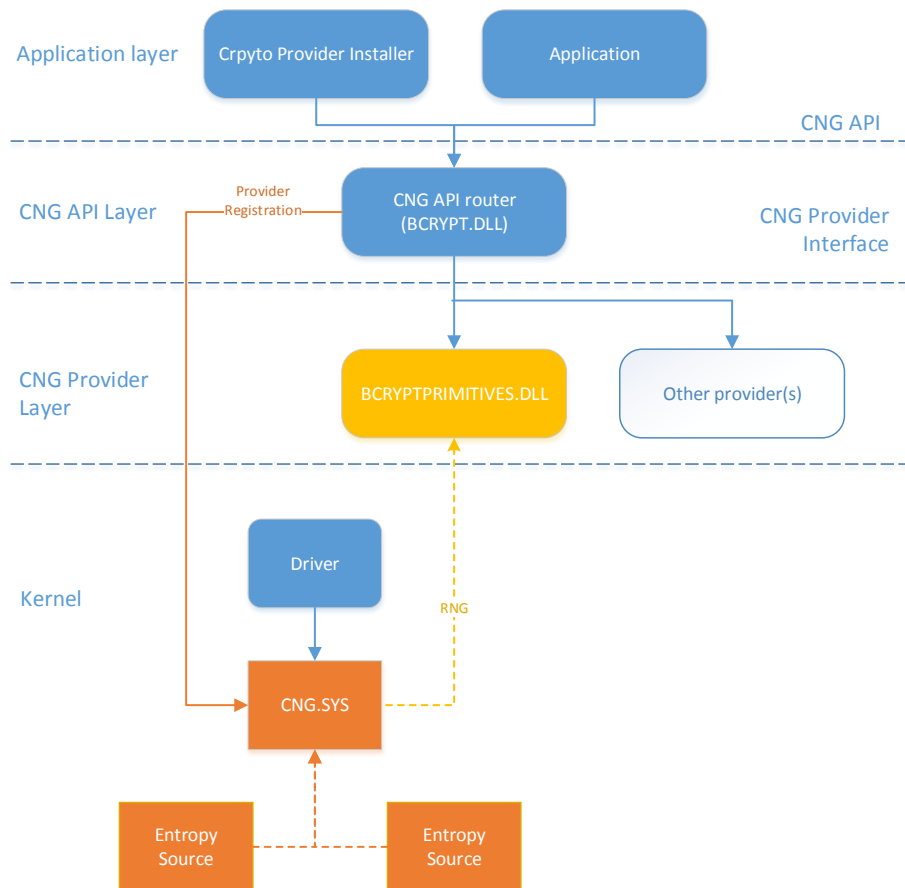 Application layer
Crpyto Provider Installer
Application
CNG API
CNG API Layer
Provider
Registration
CNG API router
(BCRYPT.DLL)
CNG Provider
Interface
CNG Provider
Layer
BCRYPTPRIMITIVES.DLL
Other provider(s)
Kernel
Driver
RNG
CNG.SYS
Entropy
Source
Entropy
Source